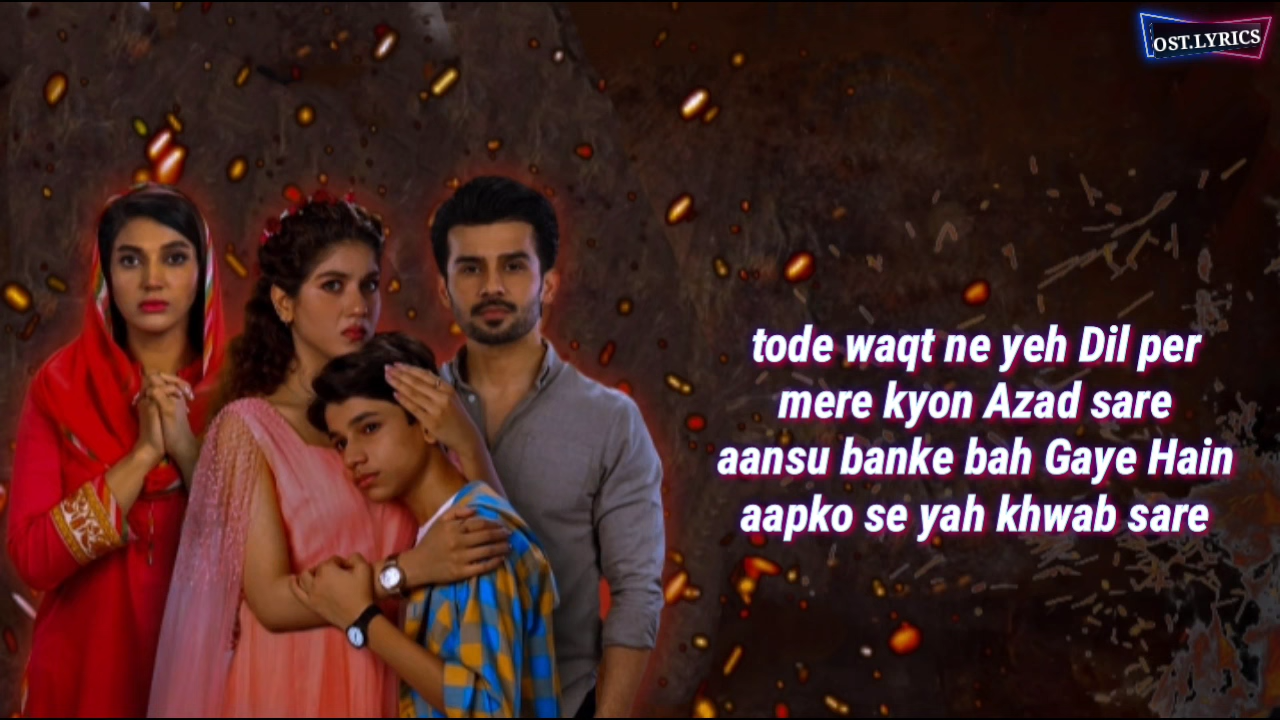 OST.LYRICS
tode waqt ne yeh Dil per
mere kyon Azad sare
aansu banke bah Gaye Hain
aapko se yah khwab sare